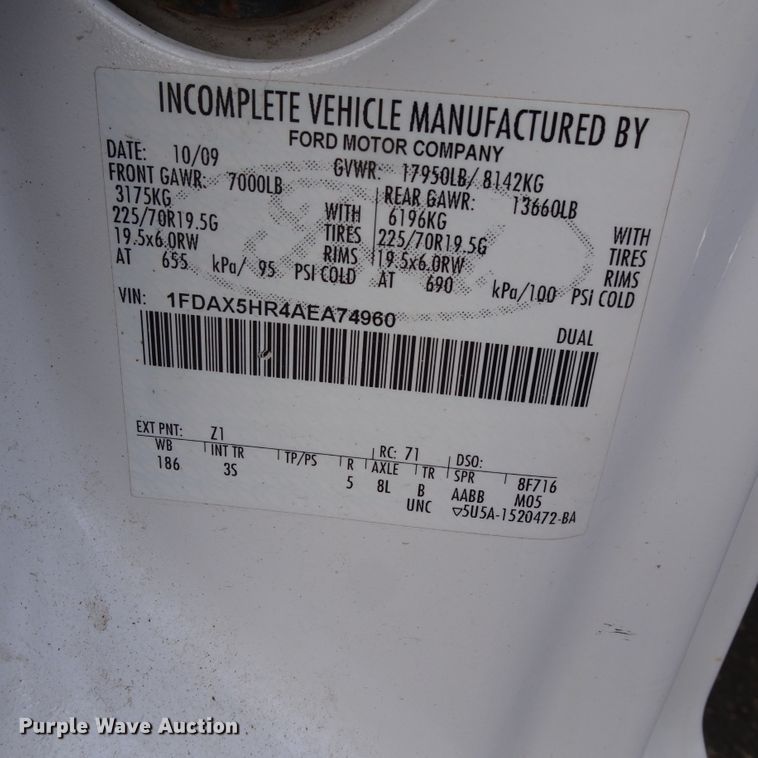 INCOMPLETE VEHICLE MANUFACTURED BY
FORD MOTOR COMPANY
DATE: 10/09 GVWR: 17950LB/ 8142KG
FRONT GAWR: 7000LB REAR GAWR: 13660LB
3175KG WITH 6196KG WITH
225/70R19.5G TIRES 225/70R19.5G TIRES
19.5x6.0RW RIMS 19.5x6.0RW RIMS
AT 655 kPa/ 95 PSI COLD AT 690 kPa/100 PSI COLD
VIN: 1FDAX5HR4AEA74960
DUAL
EXT PNT: Z1 RC: 71 DSO:
WB INT TR TP/PS R AXLE TR SPR 8F716
186 3S 5 8L B AABB M05
UNC ▽5U5A-1520472-BA
Purple Wave Auction